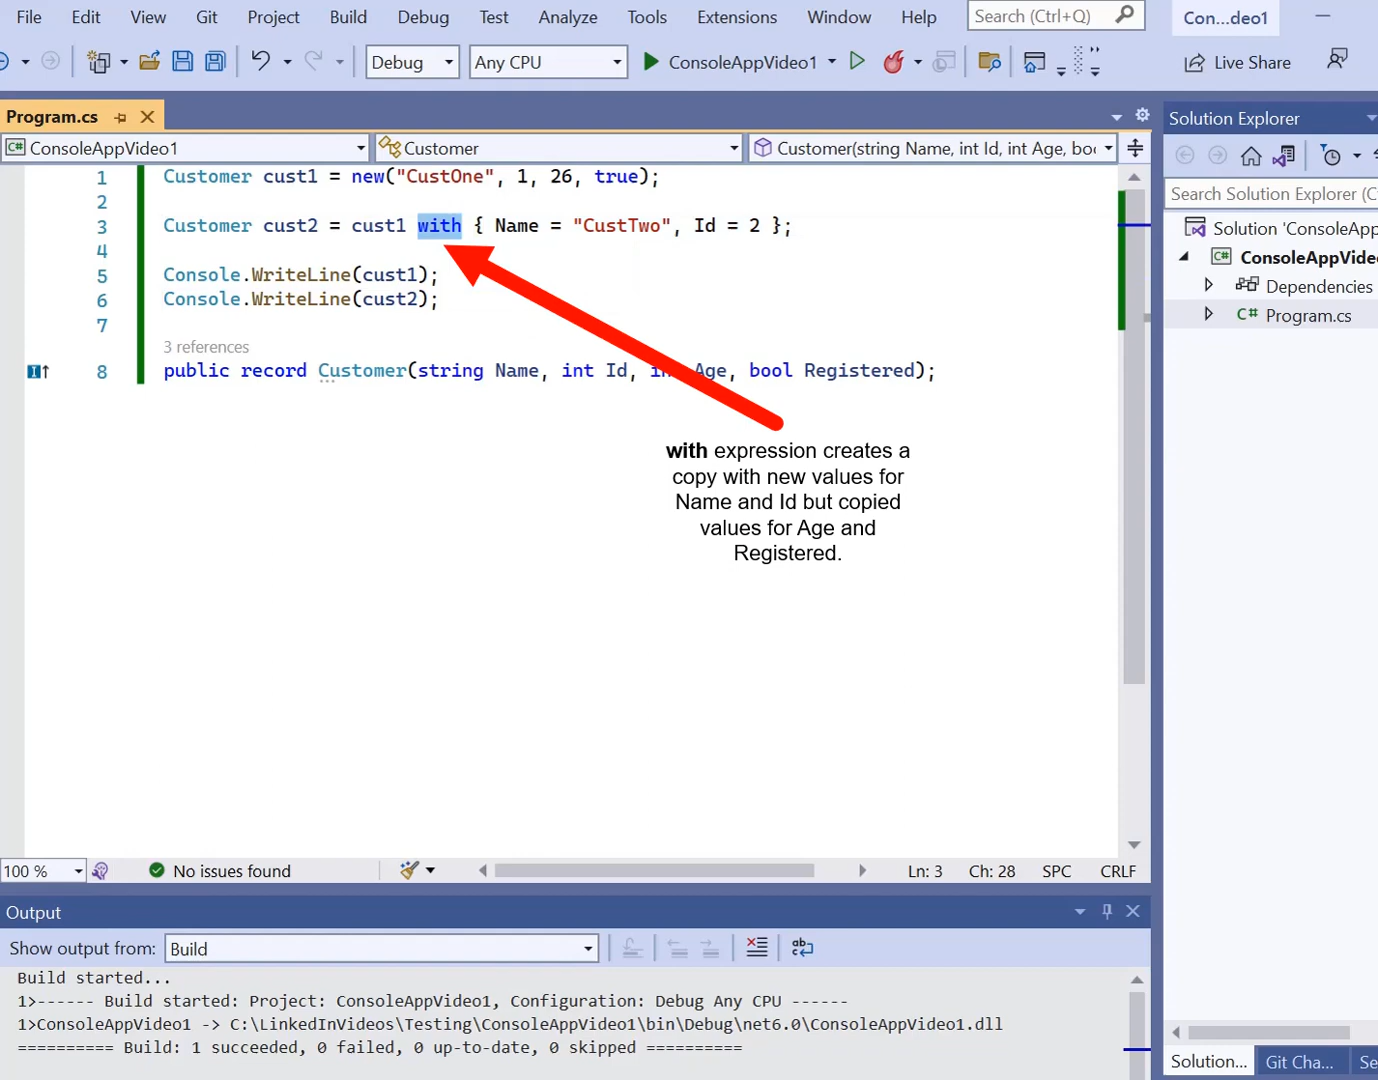 File Edit View Git Project Build Debug Test Analyze Tools Extensions Window Help Search (Ctrl+Q) Con...deo1
Debug Any CPU ConsoleAppVideo1 Live Share
Program.cs
ConsoleAppVideo1 Customer Customer(string Name, int Id, int Age, boo
1 Customer cust1 = new("CustOne", 1, 26, true);
2
3 Customer cust2 = cust1 with { Name = "CustTwo", Id = 2 };
4
5 Console.WriteLine(cust1);
6 Console.WriteLine(cust2);
7
3 references
8 public record Customer(string Name, int Id, int Age, bool Registered);
with expression creates a
copy with new values for
Name and Id but copied
values for Age and
Registered.
100 % No issues found Ln: 3 Ch: 28 SPC CRLF
Output
Show output from: Build
Build started...
1>------ Build started: Project: ConsoleAppVideo1, Configuration: Debug Any CPU ------
1>ConsoleAppVideo1 -> C:\LinkedInVideos\Testing\ConsoleAppVideo1\bin\Debug\net6.0\ConsoleAppVideo1.dll
========== Build: 1 succeeded, 0 failed, 0 up-to-date, 0 skipped ==========
Solution Explorer
Search Solution Explorer (C
Solution 'ConsoleApp
C# ConsoleAppVide
Dependencies
C# Program.cs
Solution... Git Cha... Se